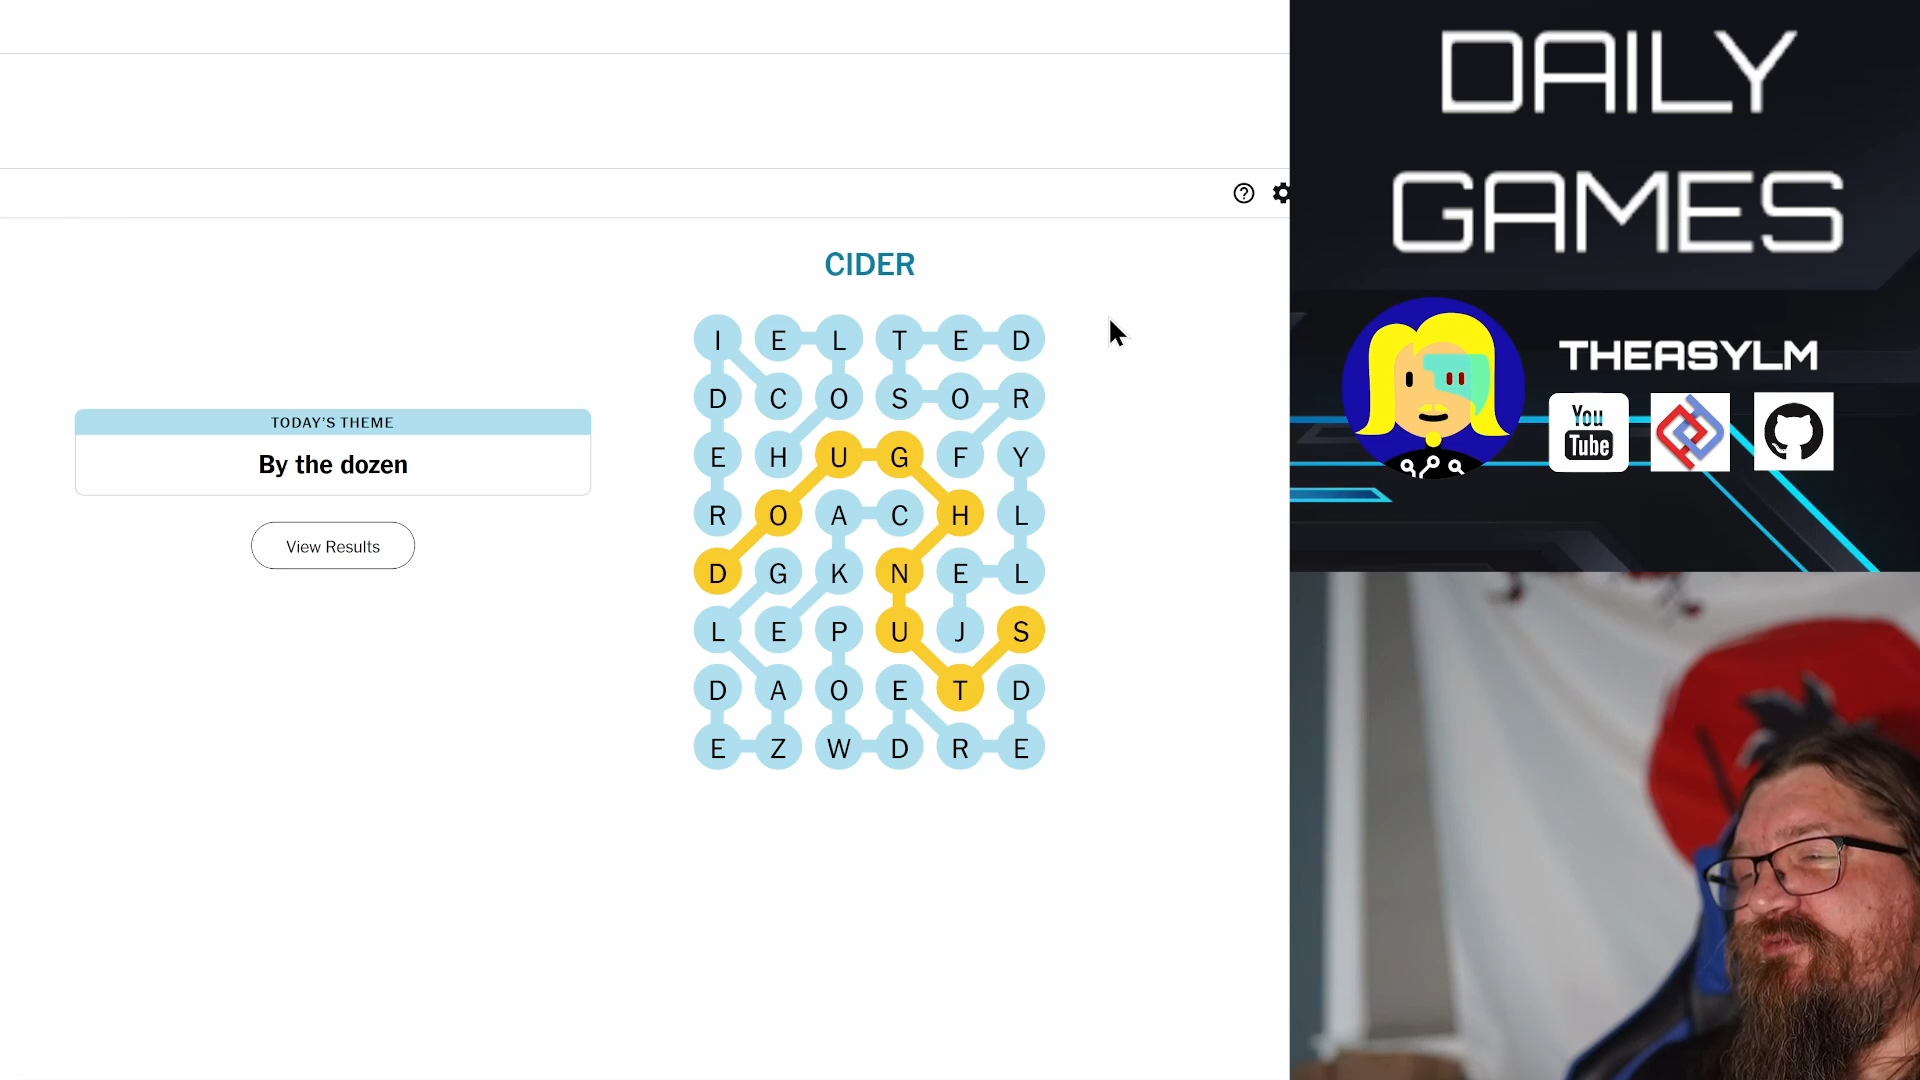 DAILY
GAMES
CIDER
I E L T E D
D C O S O R
TODAY'S THEME
By the dozen
E H U G F Y
R O A C H L
View Results
D G K N E L
L E P U J S
D A O E T D
E Z W D R E
THEASYLM
You
Tube